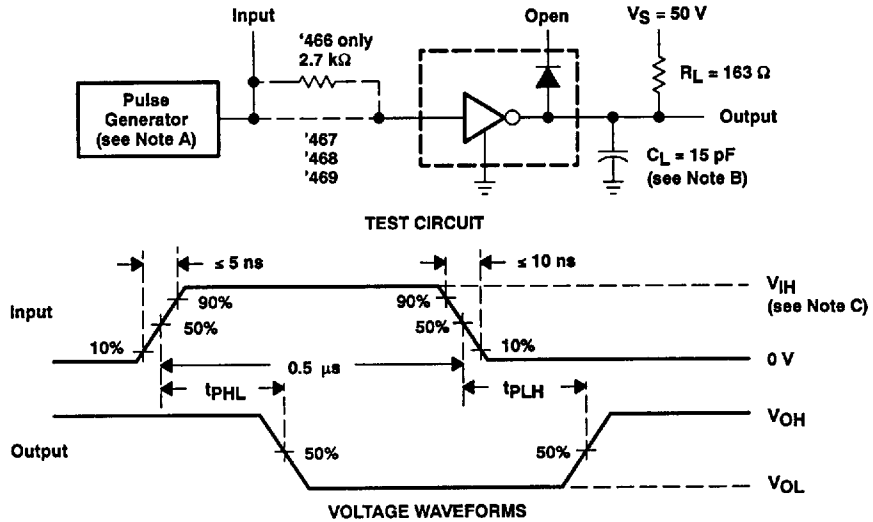 Input
Open
VS = 50 V
'466 only
2.7 kΩ
RL = 163 Ω
Pulse
Generator
(see Note A)
Output
'467
'468
'469
CL = 15 pF
(see Note B)
TEST CIRCUIT
≤ 5 ns
≤ 10 ns
VIH
(see Note C)
Input
90%
90%
50%
50%
10%
10%
0.5 μs
0 V
tPHL
tPLH
VOH
Output
50%
50%
VOL
VOLTAGE WAVEFORMS